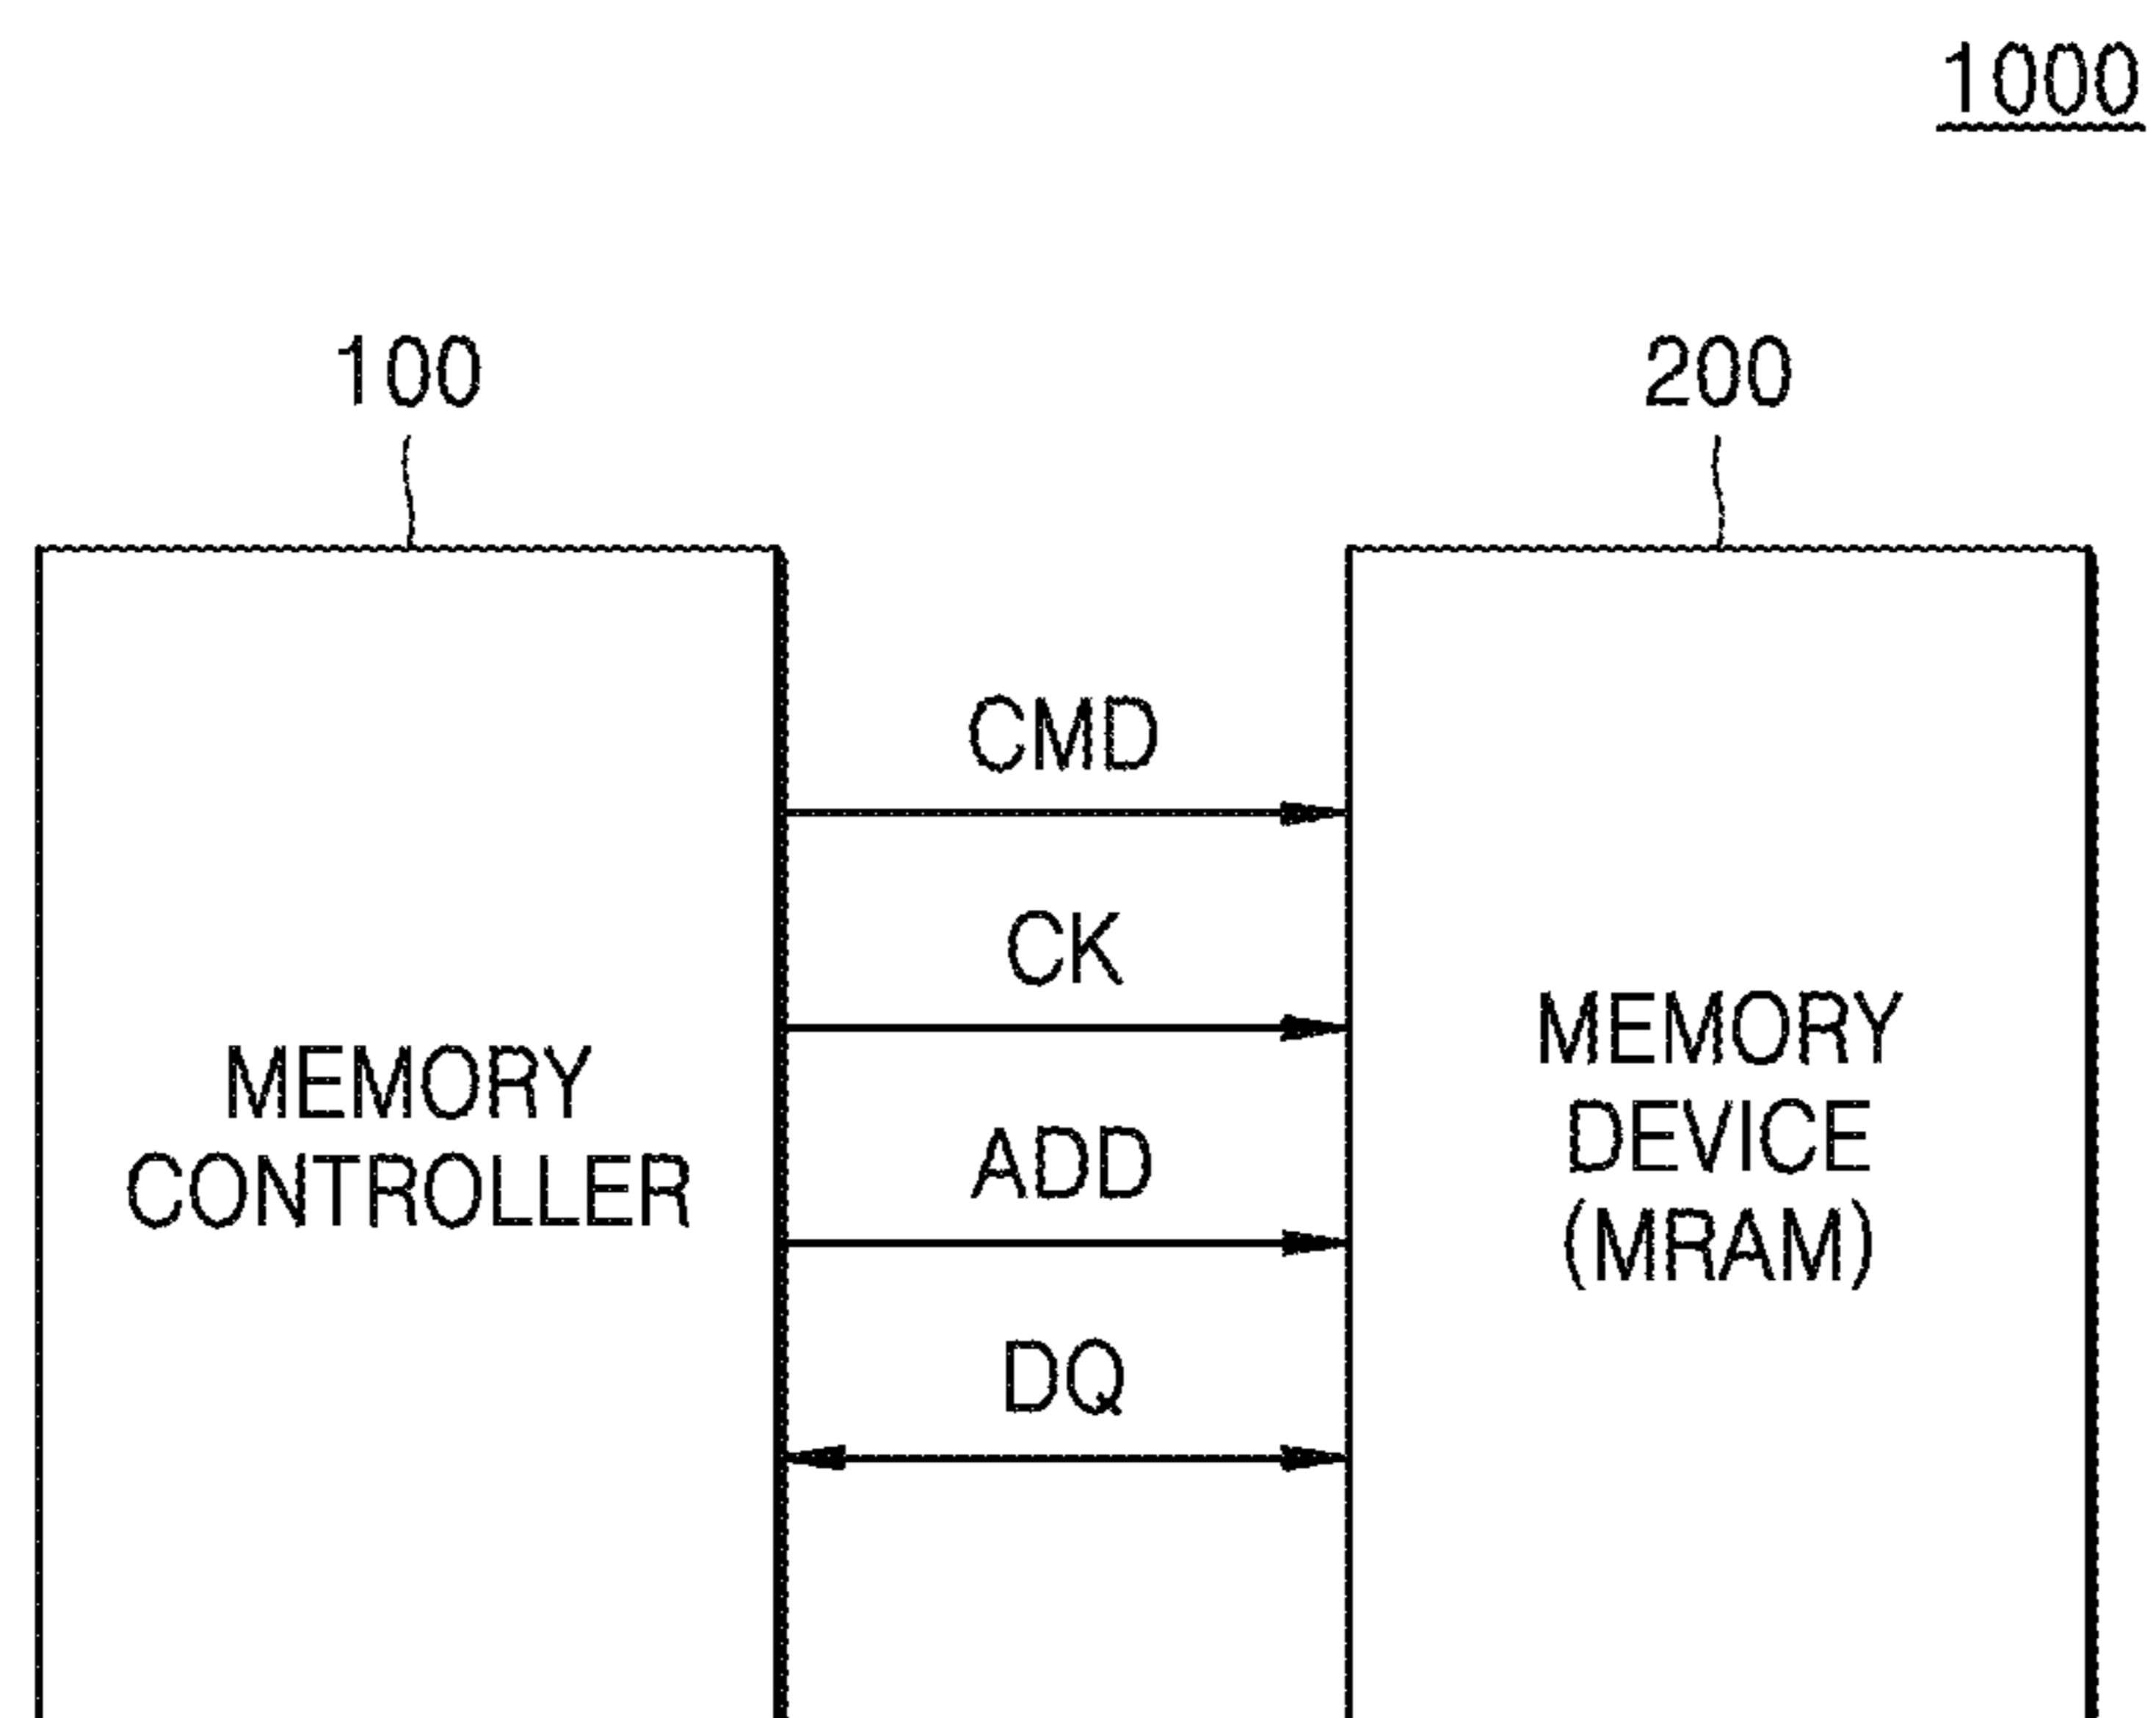 1000
100
200
CMD
CK
ADD
DQ
MEMORY
CONTROLLER
MEMORY
DEVICE
(MRAM)